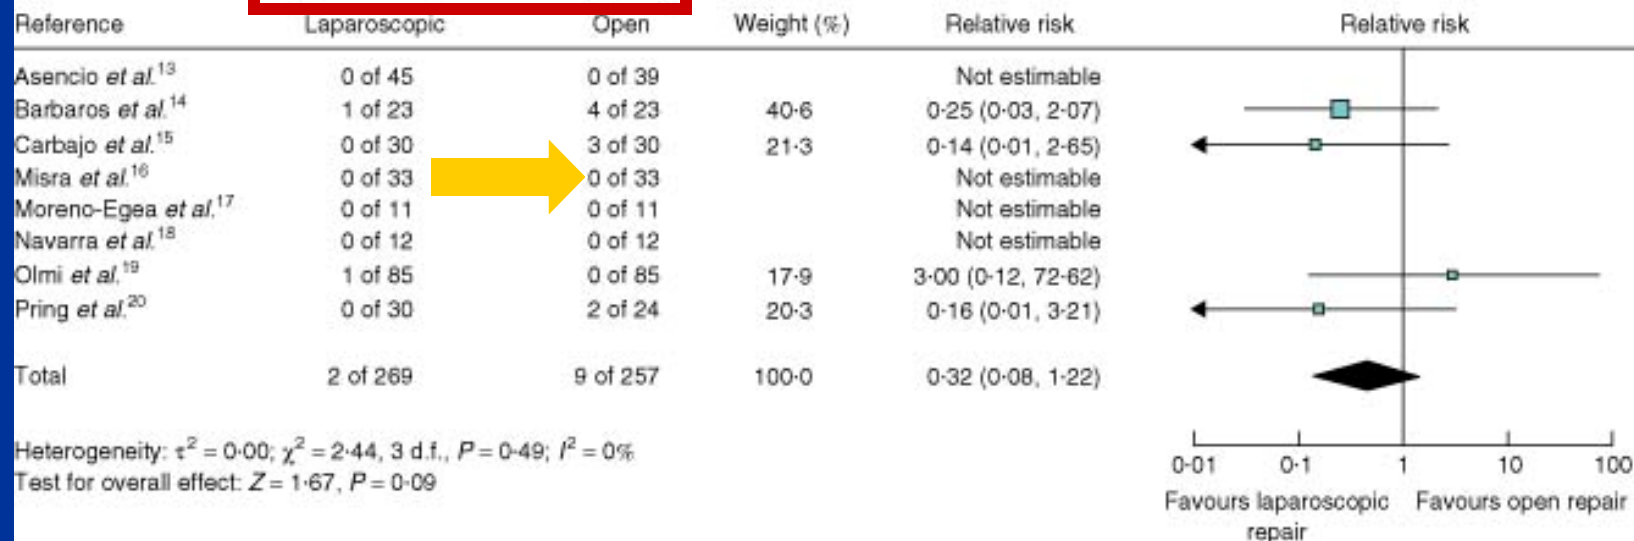 Reference Laparoscopic Open Weight (%) Relative risk Relative risk
Asencio et al.13 0 of 45 0 of 39 Not estimable
Barbaros et al.14 1 of 23 4 of 23 40·6 0·25 (0·03, 2·07)
Carbajo et al.15 0 of 30 3 of 30 21·3 0·14 (0·01, 2·65)
Misra et al.16 0 of 33 0 of 33 Not estimable
Moreno-Egea et al.17 0 of 11 0 of 11 Not estimable
Navarra et al.18 0 of 12 0 of 12 Not estimable
Olmi et al.19 1 of 85 0 of 85 17·9 3·00 (0·12, 72·62)
Pring et al.20 0 of 30 2 of 24 20·3 0·16 (0·01, 3·21)
Total 2 of 269 9 of 257 100·0 0·32 (0·08, 1·22)
Heterogeneity: τ2 = 0·00; χ2 = 2·44, 3 d.f., P = 0·49; I2 = 0%
Test for overall effect: Z = 1·67, P = 0·09
0·01 0·1 1 10 100
Favours laparoscopic Favours open repair
repair